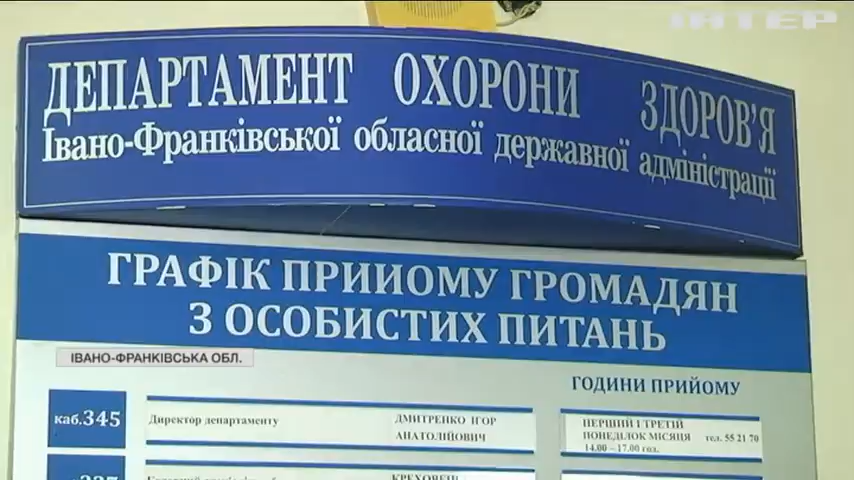 ІНТЕР
ДЕПАРТАМЕНТ ОХОРОНИ ЗДОРОВ'Я
Івано-Франківської обласної державної адміністрації
ГРАФІК ПРИЙОМУ ГРОМАДЯН
З ОСОБИСТИХ ПИТАНЬ
ІВАНО-ФРАНКІВСЬКА ОБЛ.
ГОДИНИ ПРИЙОМУ
каб.345
Директор департаменту
ДМИТРЕНКО ІГОР
АНАТОЛІЙОВИЧ
ПЕРШИЙ І ТРЕТІЙ
ПОНЕДІЛОК МІСЯЦЯ тел. 55 21 70
14.00 – 17.00 год.